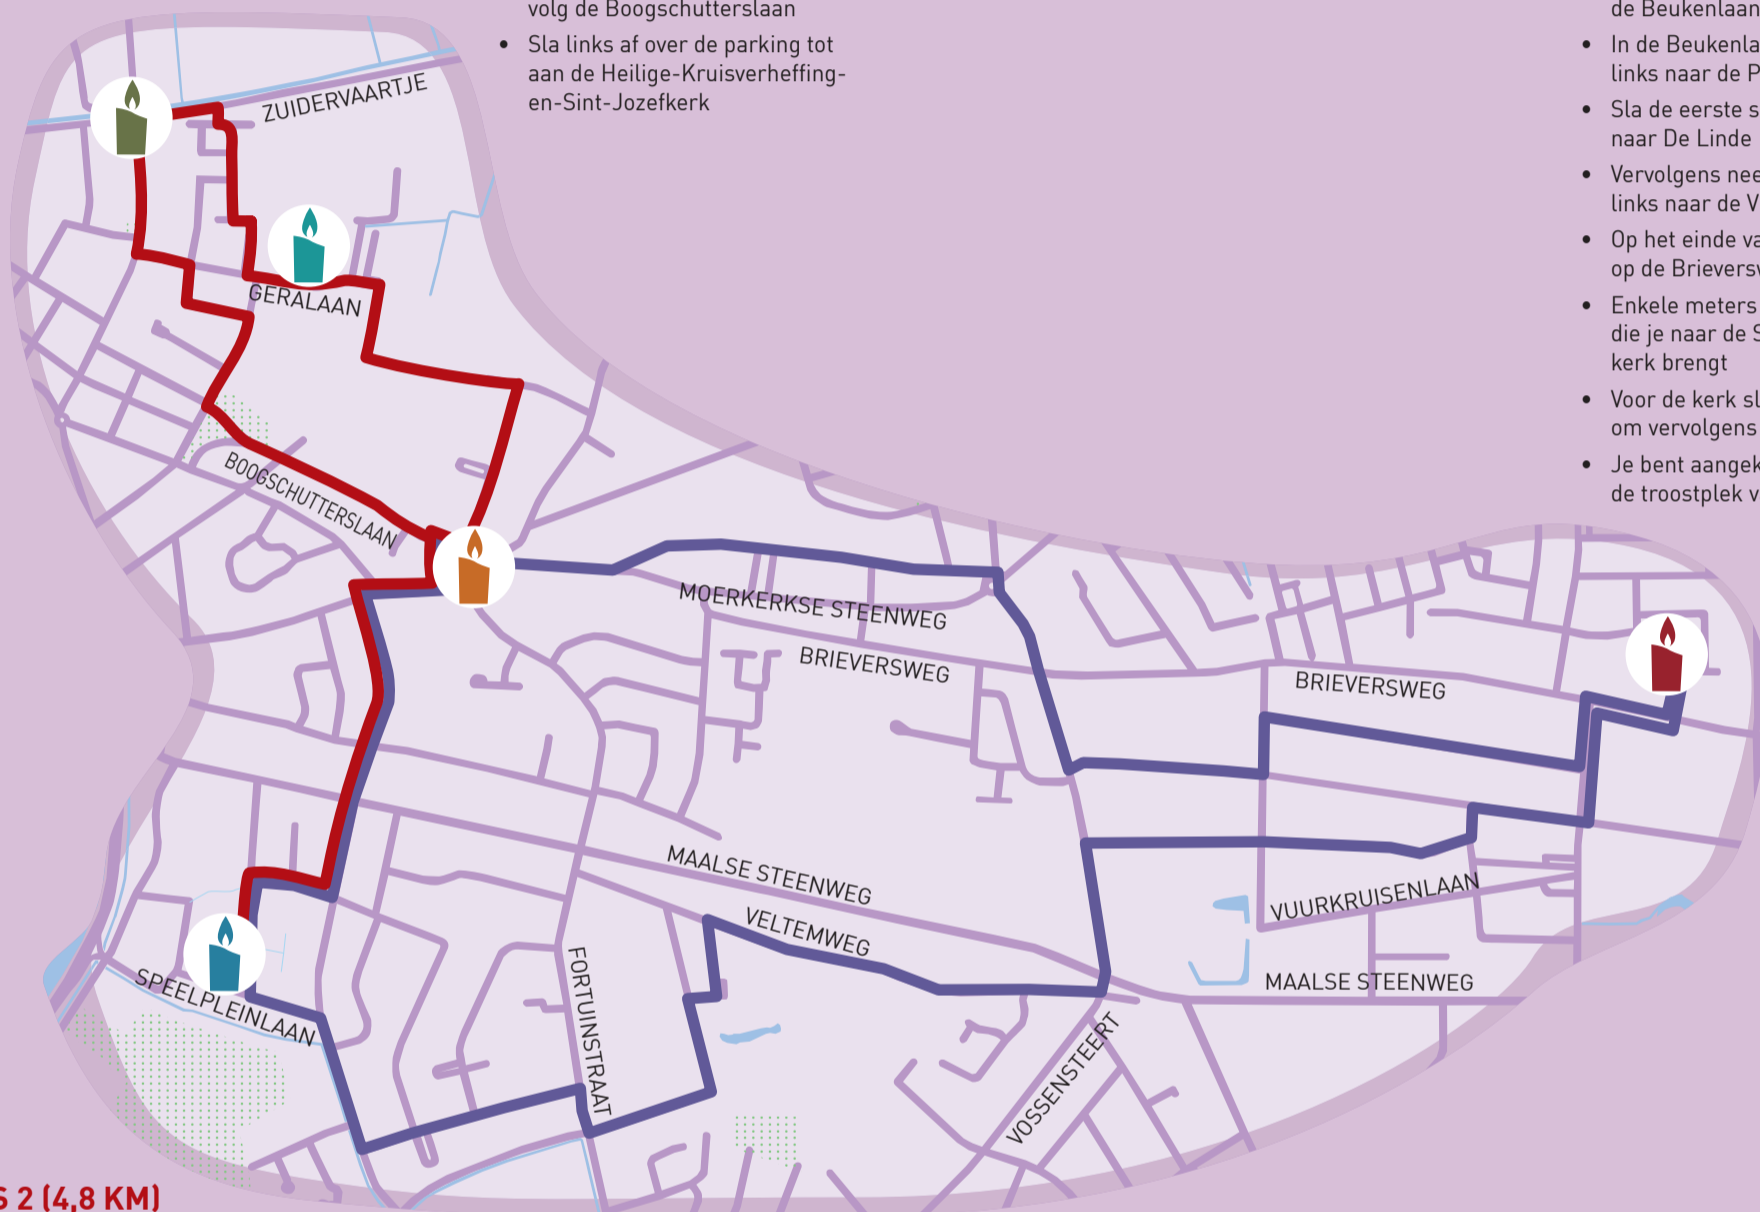 volg de Boogschutterslaan
• Sla links af over de parking tot
aan de Heilige-Kruisverheffing-
en-Sint-Jozefkerk
de Beukenlaan
• In de Beukenla
links naar de P
• Sla de eerste s
naar De Linde
• Vervolgens nee
links naar de V
• Op het einde va
op de Brieversw
• Enkele meters
die je naar de S
kerk brengt
• Voor de kerk sl
om vervolgens
• Je bent aangek
de troostplek v
ZUIDERVAARTJE
GERALAAN
BOOGSCHUTTERSLAAN
MOERKERKSE STEENWEG
BRIEVERSWEG
BRIEVERSWEG
MAALSE STEENWEG
VELTEMWEG
VUURKRUISENLAAN
MAALSE STEENWEG
SPEELPLEINLAAN
FORTUINSTRAAT
VOSSENSTEERT
S 2 (4,8 KM)